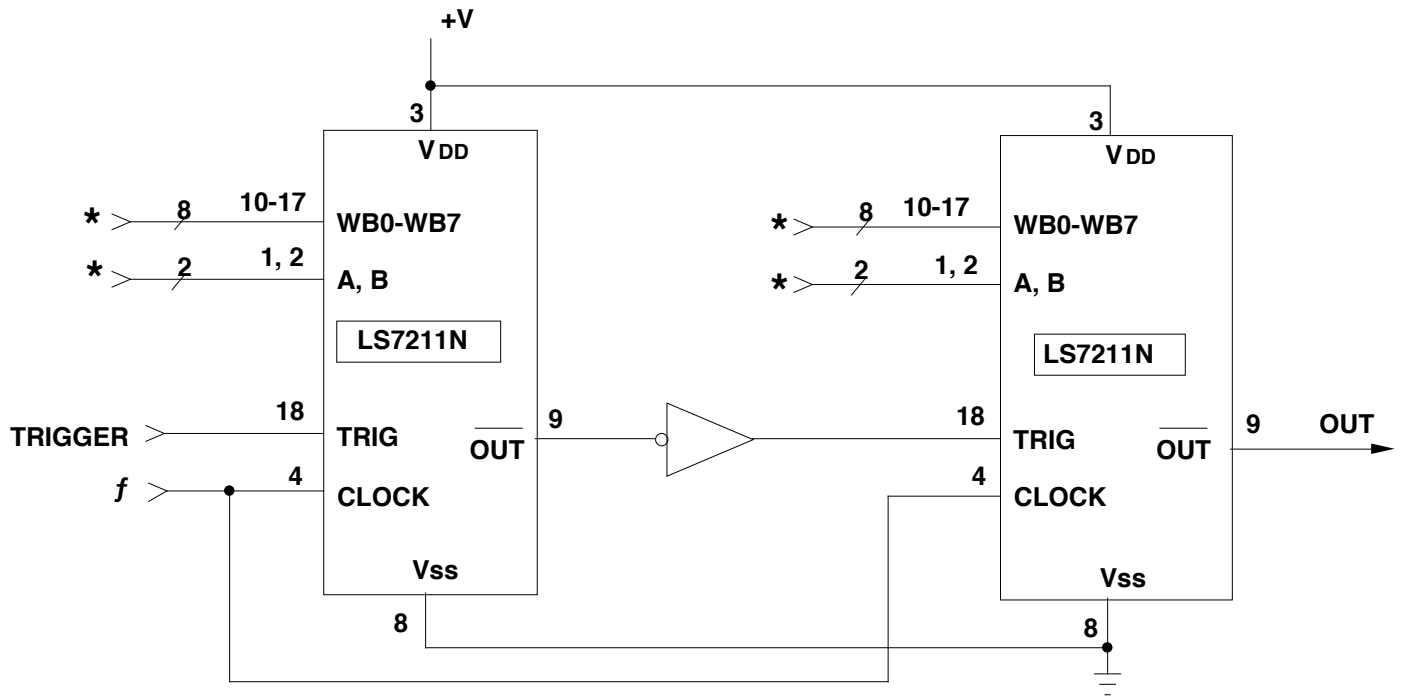 +V
3
VDD
3
VDD
* 8 10-17 WB0-WB7
* 2 1, 2 A, B
LS7211N
TRIGGER 18 TRIG
ƒ 4 CLOCK
OUT 9
Vss
8
* 8 10-17 WB0-WB7
* 2 1, 2 A, B
LS7211N
18 TRIG
4 CLOCK
OUT 9 OUT
Vss
8